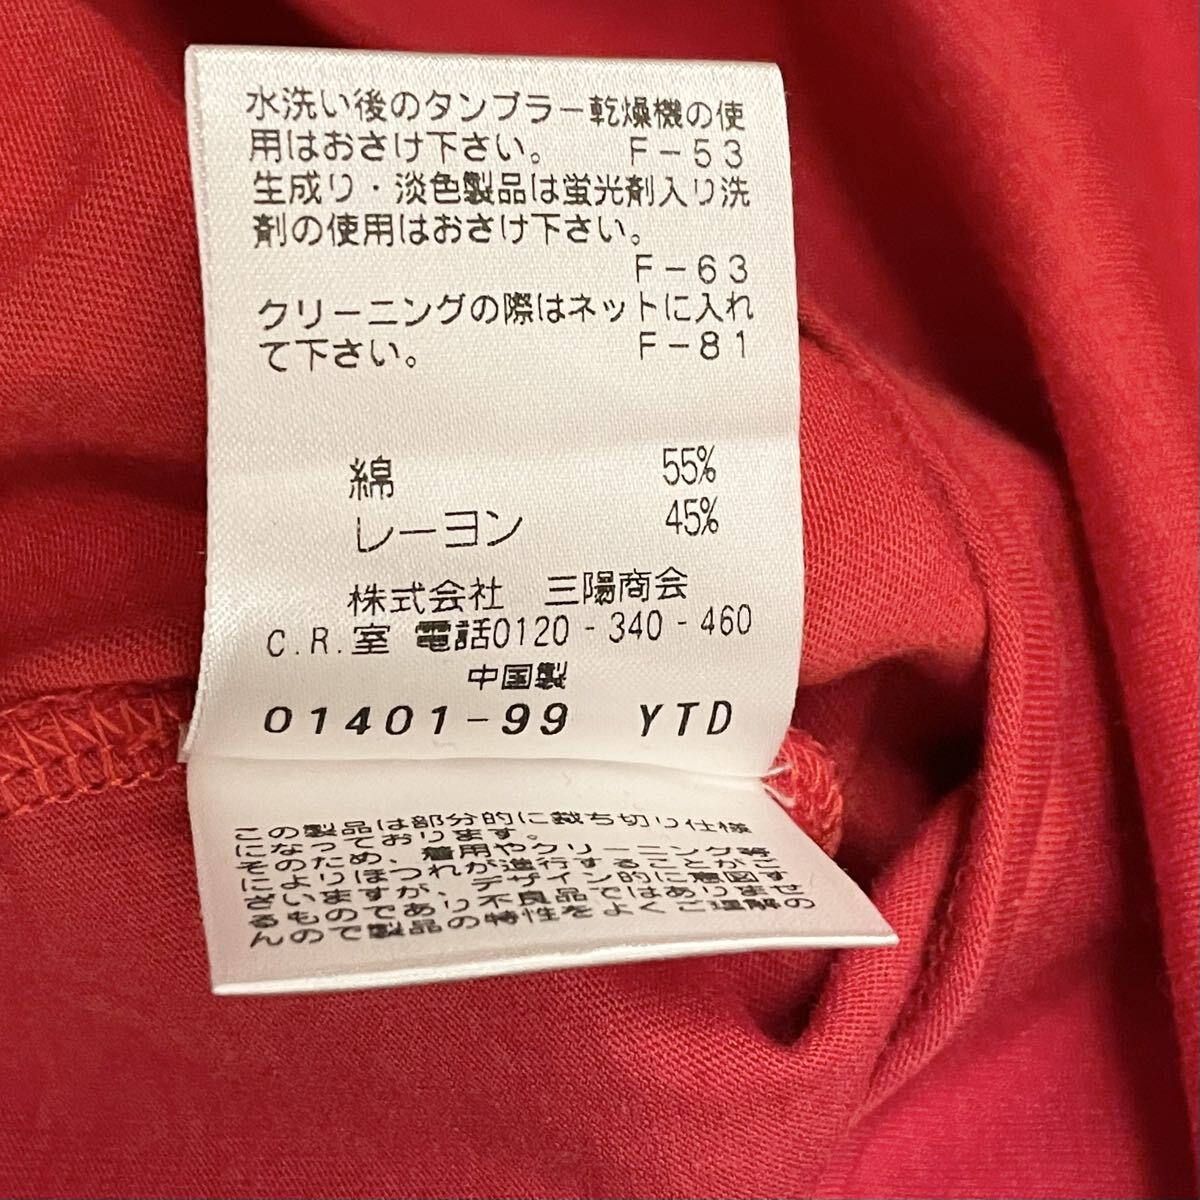 水洗い後のタンブラー乾燥機の使
用はおさけ下さい。 F-53
生成り・淡色製品は蛍光剤入り洗
剤の使用はおさけ下さい。
F-63
クリーニングの際はネットに入れ
て下さい。 F-81
綿 55%
レーヨン 45%
株式会社 三陽商会
C.R.室 電話0120-340-460
中国製
01401-99 YTD
この製品は部分的に裁ち切り仕様
になっております。
そのため、着用やクリーニング等
によりほつれが進行することがご
ざいますが、デザイン的に意図す
るものであり不良品ではありませ
んので製品の特性をよくご理解の